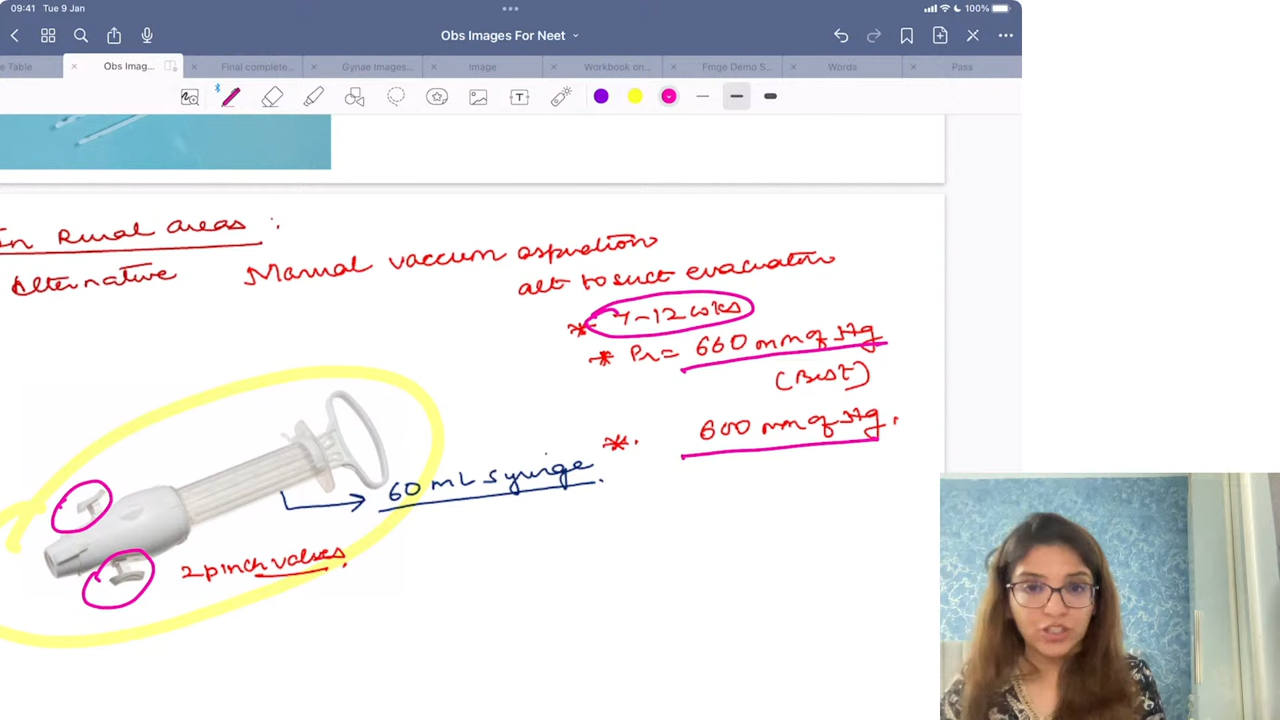 09:41 Tue 9 Jan
100%
Obs Images For Neet
e Table
Obs Imag...
Final complete...
Gynae Images...
Image
Workbook on...
Fmge Demo S...
Words
Pass
In Rural areas :
Alternative Manual vaccum aspiration
alt to suct evacuation
* 7-12 wks
* Pr = 660 mm of Hg
(Best)
*. 600 mm of Hg.
60 mL Syringe.
2 pinch valves.